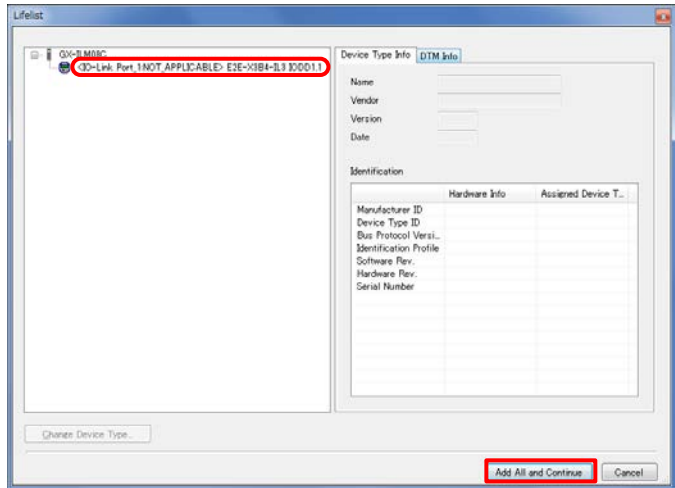 Lifelist
GX-ILM08C
<IO-Link Port_1NOT_APPLICABLE> E2E-X3B4-IL3 IODD1.1
Device Type Info
DTM Info
Name
Vendor
Version
Date
Identification
Hardware Info
Assigned Device T...
Manufacturer ID
Device Type ID
Bus Protocol Versi...
Identification Profile
Software Rev.
Hardware Rev.
Serial Number
Change Device Type...
Add All and Continue
Cancel